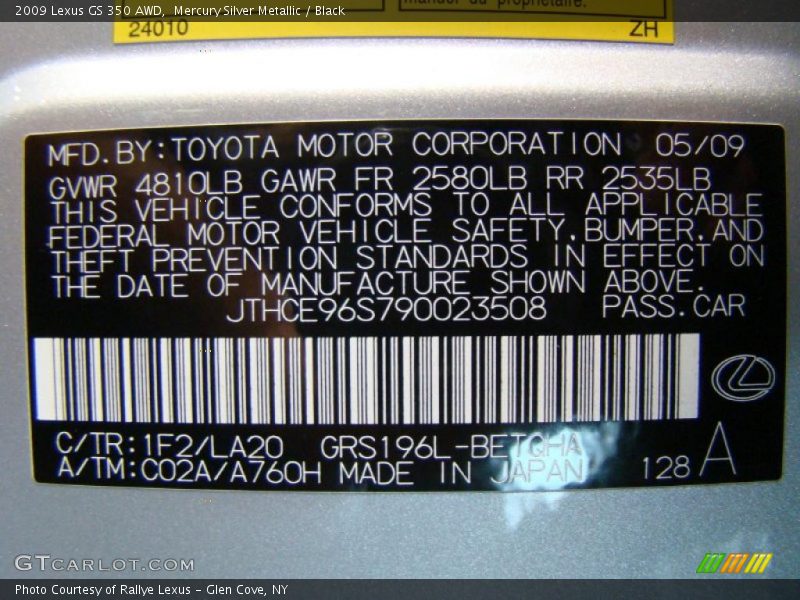 2009 Lexus GS 350 AWD, Mercury Silver Metallic / Black
manuel du propriétaire.
24010 ZH
MFD.BY:TOYOTA MOTOR CORPORATION 05/09
GVWR 4810LB GAWR FR 2580LB RR 2535LB
THIS VEHICLE CONFORMS TO ALL APPLICABLE
FEDERAL MOTOR VEHICLE SAFETY,BUMPER,AND
THEFT PREVENTION STANDARDS IN EFFECT ON
THE DATE OF MANUFACTURE SHOWN ABOVE.
JTHCE96S790023508 PASS.CAR
C/TR:1F2/LA20 GRS196L-BETGHA
A/TM:C02A/A760H MADE IN JAPAN 128 A
GTCARLOT.COM
Photo Courtesy of Rallye Lexus - Glen Cove, NY